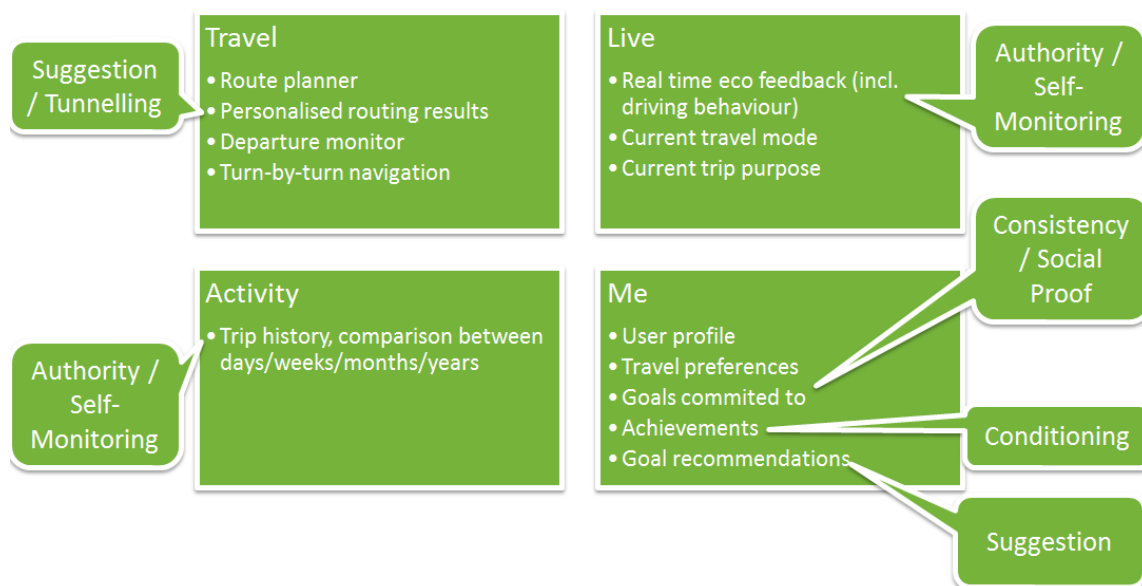 Suggestion
/ Tunnelling
Travel
• Route planner
• Personalised routing results
• Departure monitor
• Turn-by-turn navigation
Live
• Real time eco feedback (incl.
driving behaviour)
• Current travel mode
• Current trip purpose
Authority /
Self-
Monitoring
Consistency
/ Social
Proof
Authority /
Self-
Monitoring
Activity
• Trip history, comparison between
days/weeks/months/years
Me
• User profile
• Travel preferences
• Goals commited to
• Achievements
• Goal recommendations
Conditioning
Suggestion